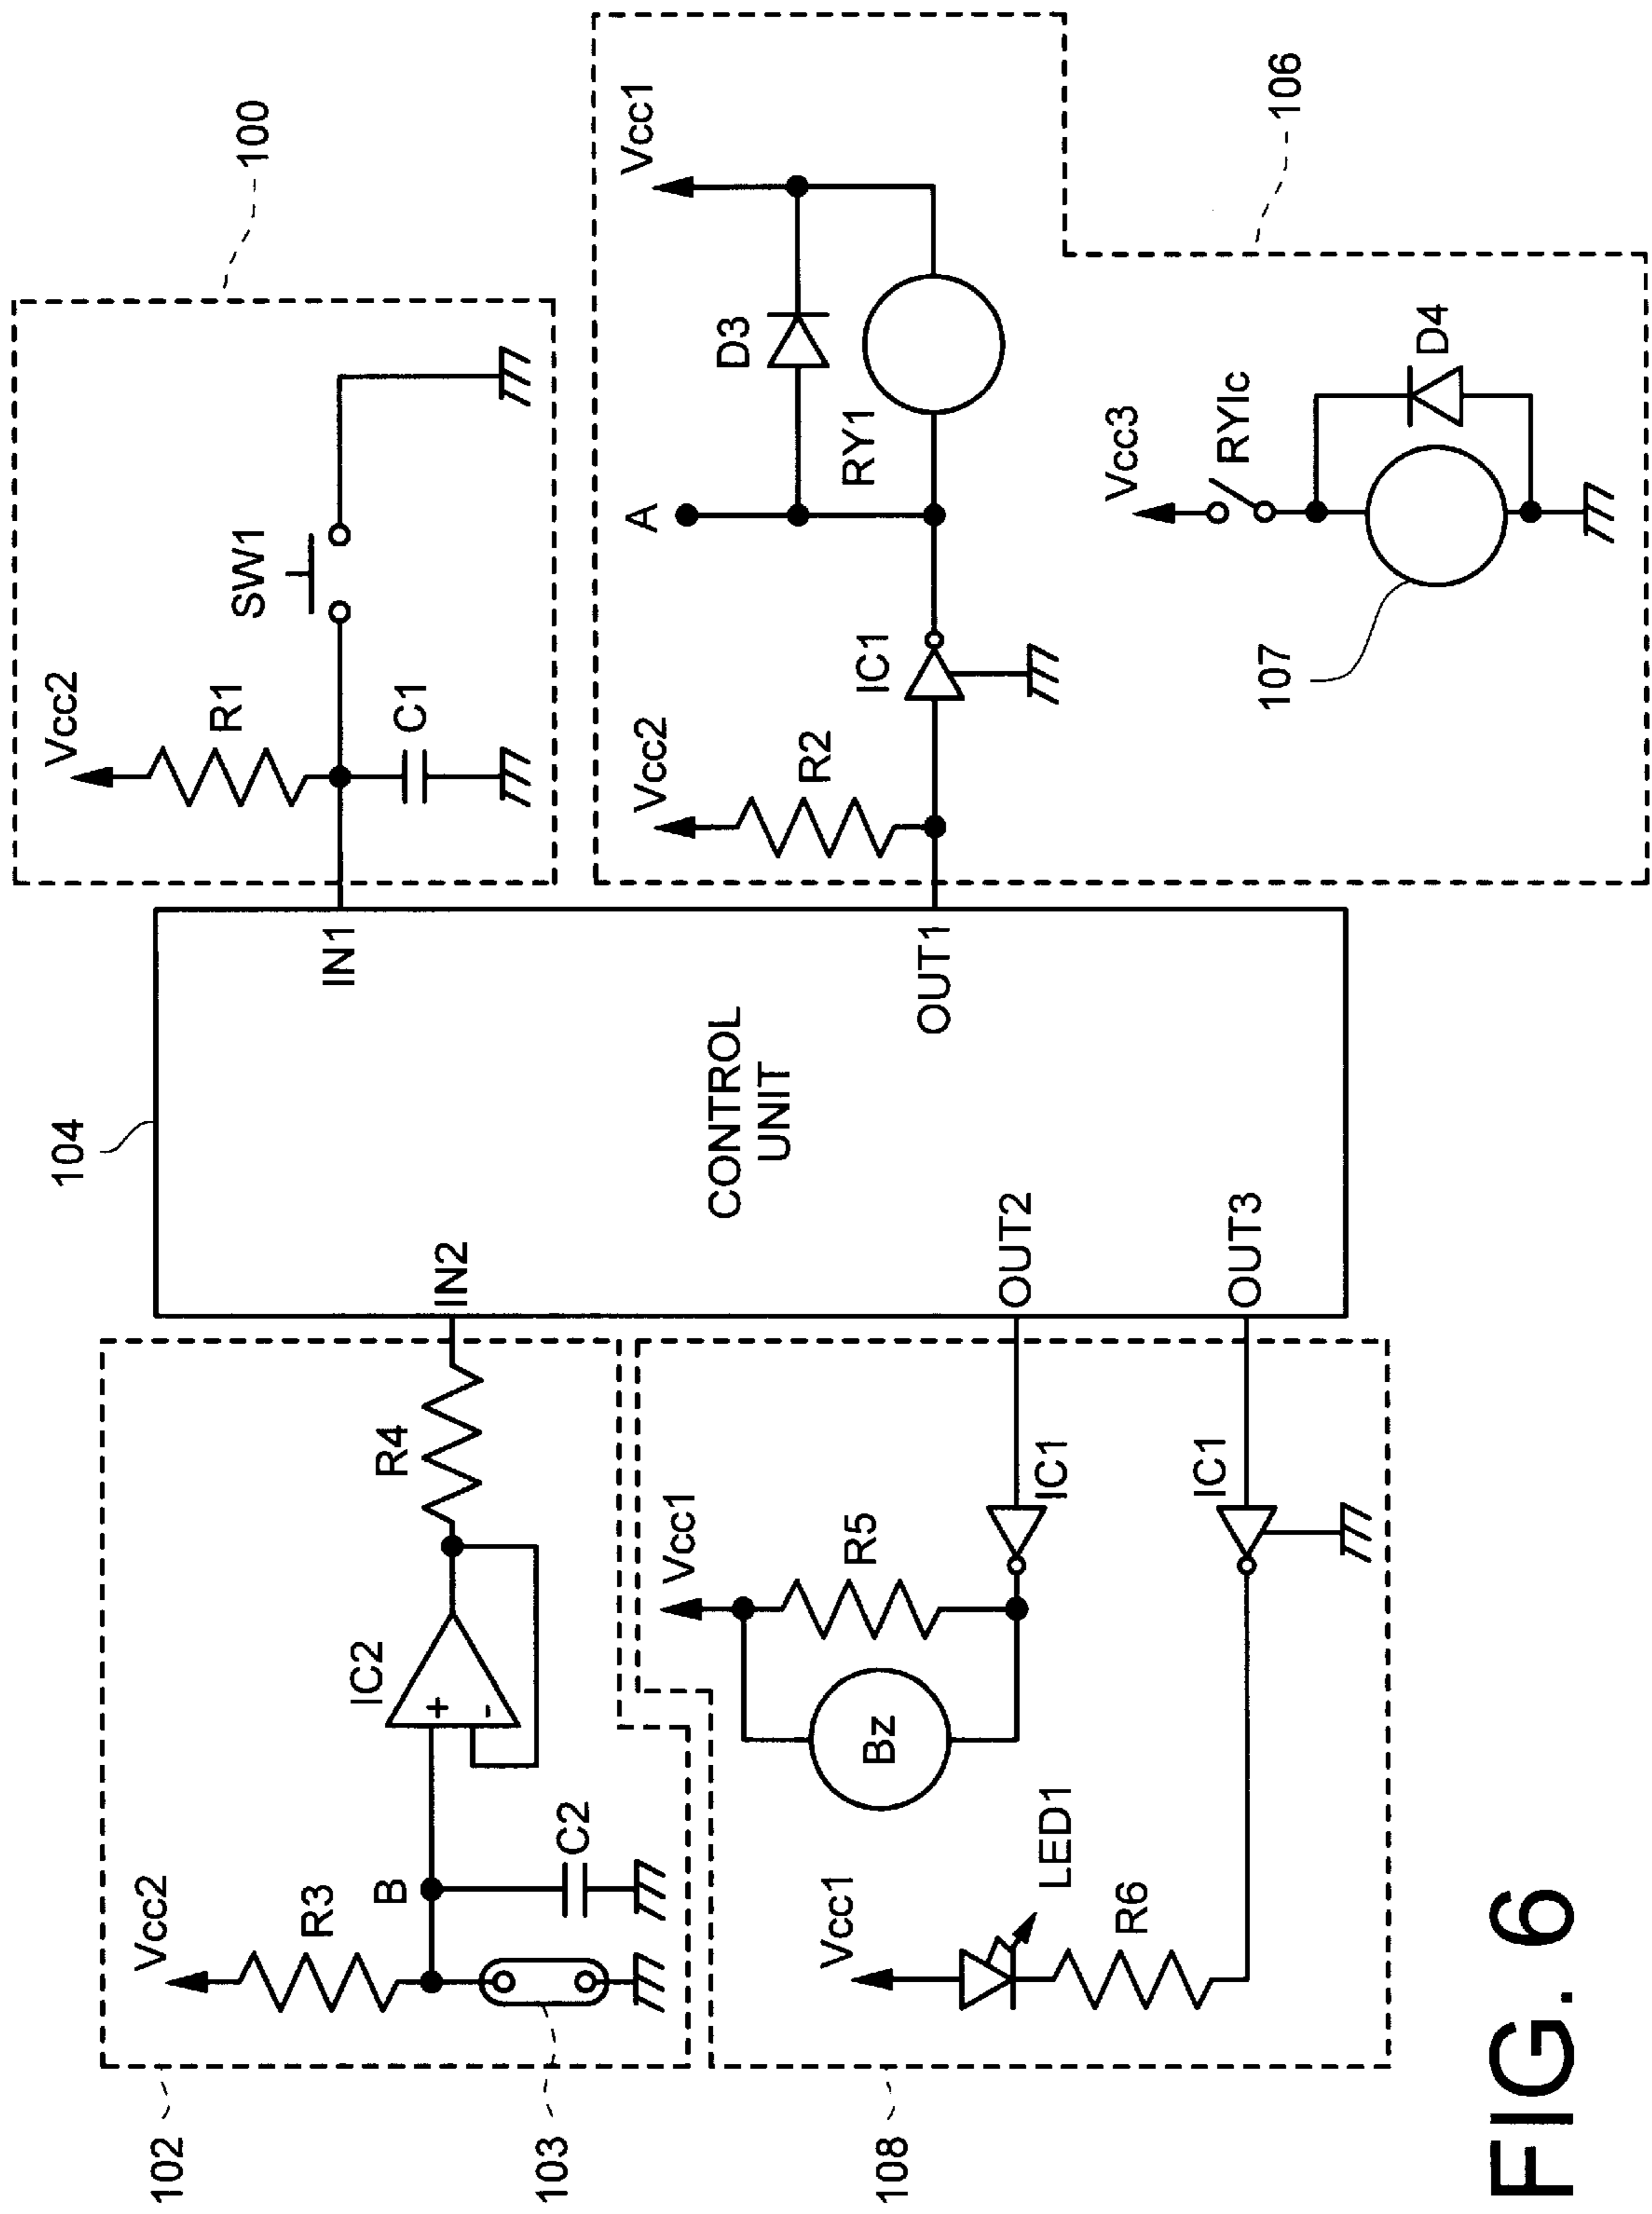 102
103
Vcc2
R3
B
C2
IC2
R4
+
-
IN2
104
CONTROL
UNIT
IN1
Vcc2
R1
C1
SW1
100
108
Vcc1
LED1
R6
Bz
Vcc1
R5
IC1
IC1
OUT2
OUT3
OUT1
Vcc2
R2
IC1
A
RY1
D3
Vcc1
106
107
Vcc3
RYIc
D4
FIG. 6